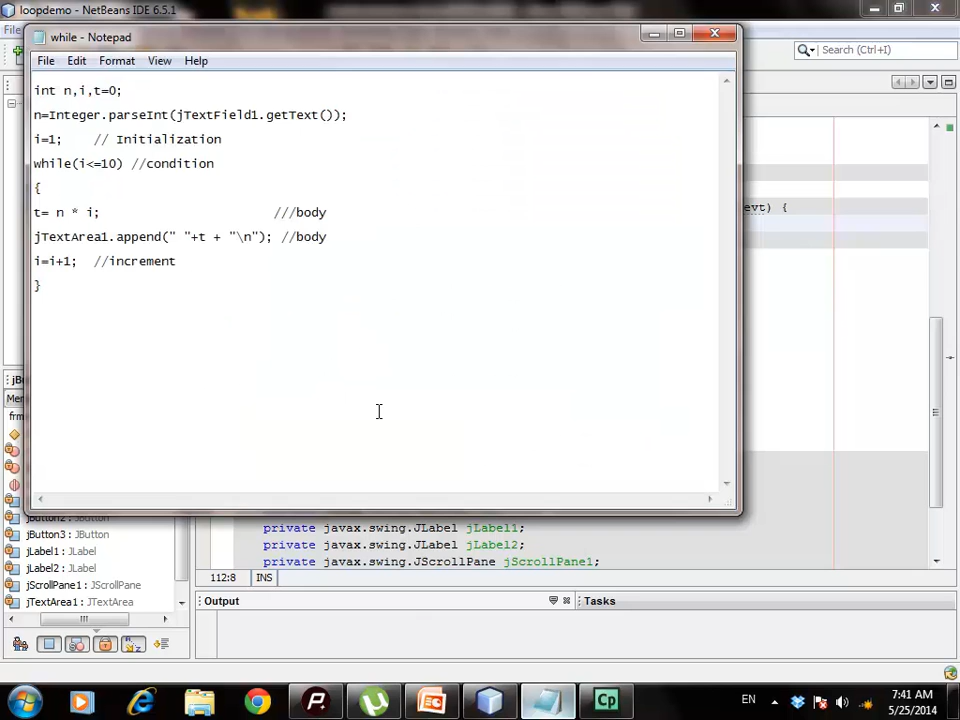 loopdemo - NetBeans IDE 6.5.1
while - Notepad
File Edit Format View Help
Search (Ctrl+I)
int n,i,t=0;
n=Integer.parseInt(jTextField1.getText());
i=1; // Initialization
while(i<=10) //condition
{
t= n * i; ///body
jTextArea1.append(" "+t + "\n"); //body
i=i+1; //increment
}
evt) {
jButton2 : JButton
jButton3 : JButton
jLabel1 : JLabel
jLabel2 : JLabel
jScrollPane1 : JScrollPane
jTextArea1 : JTextArea
private javax.swing.JLabel jLabel1;
private javax.swing.JLabel jLabel2;
private javax.swing.JScrollPane jScrollPane1;
112:8 INS
Output
Tasks
EN
7:41 AM
5/25/2014